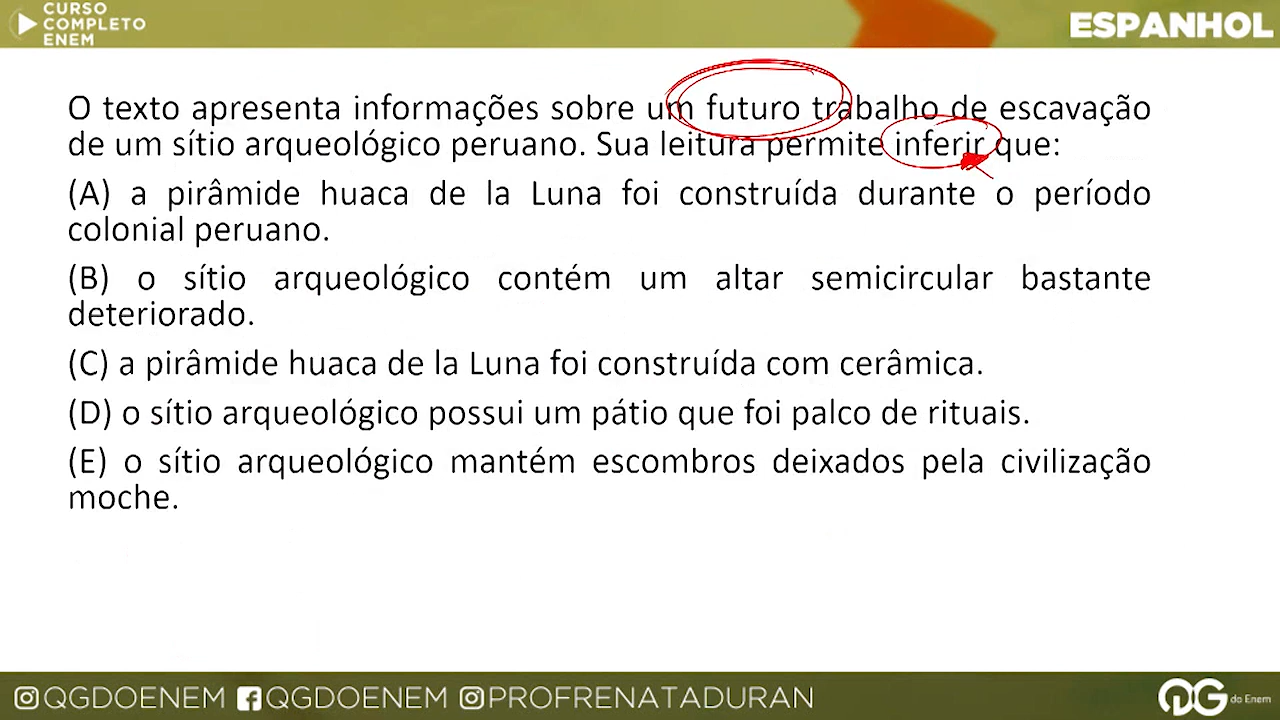 CURSO
COMPLETO
ENEM
ESPANHOL
O texto apresenta informações sobre um futuro trabalho de escavação
de um sítio arqueológico peruano. Sua leitura permite inferir que:
(A) a pirâmide huaca de la Luna foi construída durante o período
colonial peruano.
(B) o sítio arqueológico contém um altar semicircular bastante
deteriorado.
(C) a pirâmide huaca de la Luna foi construída com cerâmica.
(D) o sítio arqueológico possui um pátio que foi palco de rituais.
(E) o sítio arqueológico mantém escombros deixados pela civilização
moche.
QGDOENEM QGDOENEM @PROFRENATADURAN
QG do Enem